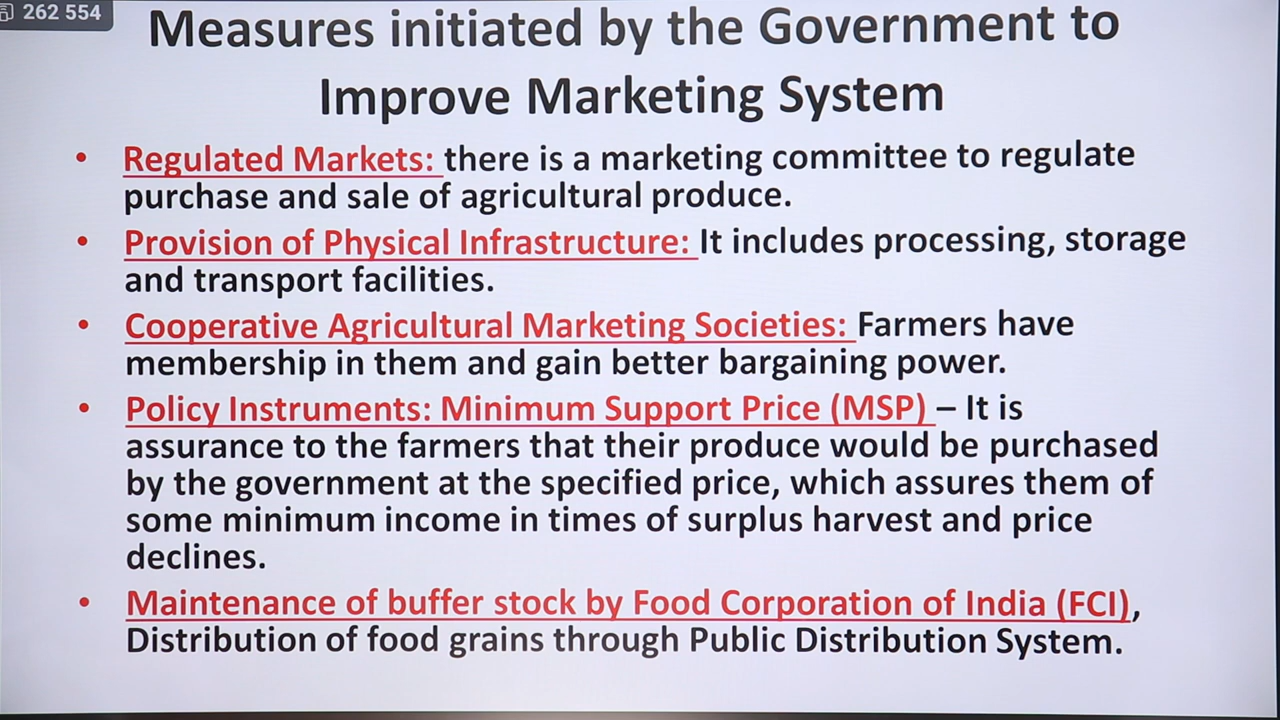 262 554
Measures initiated by the Government to
Improve Marketing System
• Regulated Markets: there is a marketing committee to regulate
purchase and sale of agricultural produce.
• Provision of Physical Infrastructure: It includes processing, storage
and transport facilities.
• Cooperative Agricultural Marketing Societies: Farmers have
membership in them and gain better bargaining power.
• Policy Instruments: Minimum Support Price (MSP) – It is
assurance to the farmers that their produce would be purchased
by the government at the specified price, which assures them of
some minimum income in times of surplus harvest and price
declines.
• Maintenance of buffer stock by Food Corporation of India (FCI),
Distribution of food grains through Public Distribution System.